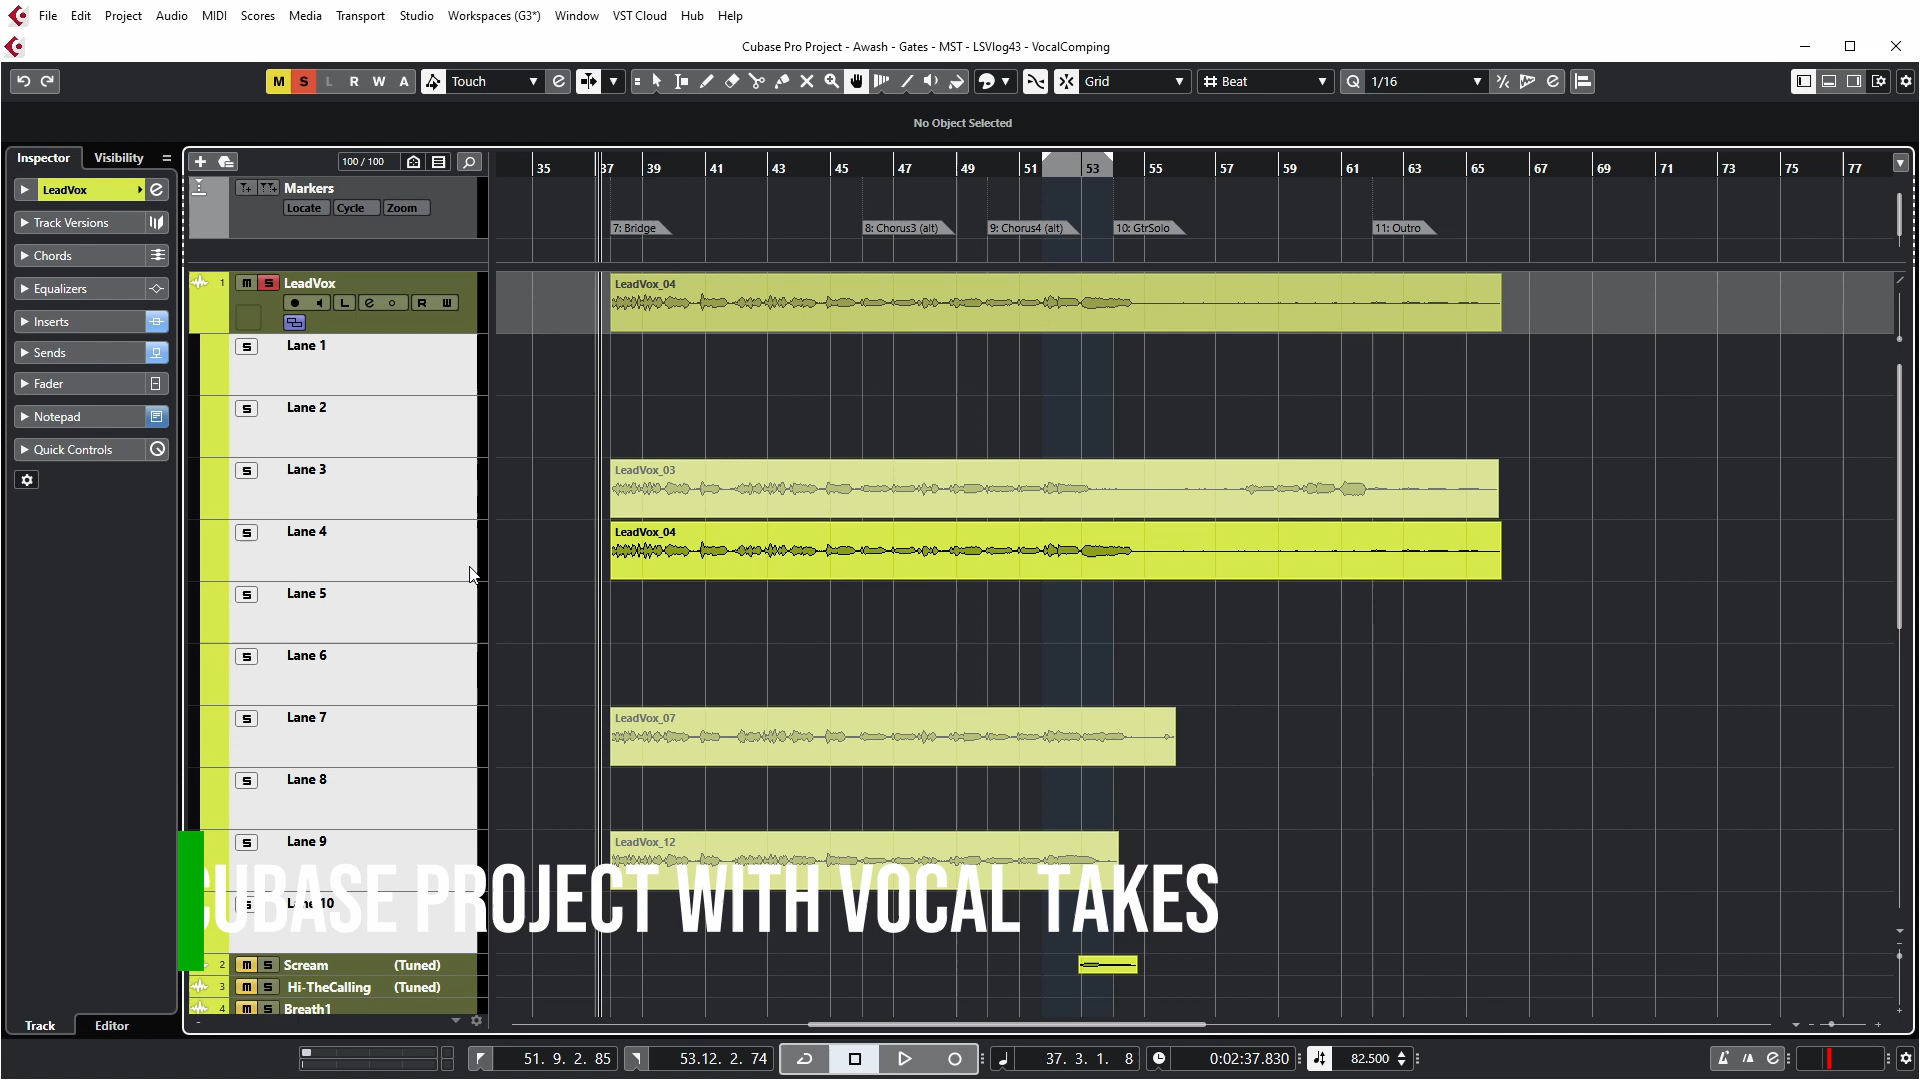 File Edit Project Audio MIDI Scores Media Transport Studio Workspaces (G3*) Window VST Cloud Hub Help
Cubase Pro Project - Awash - Gates - MST - LSVlog43 - VocalComping
M S L R W A Touch Grid Beat Q 1/16
No Object Selected
Inspector Visibility
100 / 100
35 37 39 41 43 45 47 49 51 53 55 57 59 61 63 65 67 69 71 73 75 77
LeadVox
Markers
Locate Cycle Zoom
Track Versions
7: Bridge 8: Chorus3 (alt) 9: Chorus4 (alt) 10: GtrSolo 11: Outro
Chords
Equalizers
Inserts
Sends
Fader
Notepad
Quick Controls
1 m S LeadVox
L e R W
LeadVox_04
S Lane 1
S Lane 2
S Lane 3
LeadVox_03
S Lane 4
LeadVox_04
S Lane 5
S Lane 6
S Lane 7
LeadVox_07
S Lane 8
S Lane 9
LeadVox_12
CUBASE PROJECT WITH VOCAL TAKES
S Lane 10
2 m S Scream (Tuned)
3 m S Hi-TheCalling (Tuned)
4 m S Breath1
Track Editor
51. 9. 2. 85 53.12. 2. 74 37. 3. 1. 8 0:02:37.830 82.500